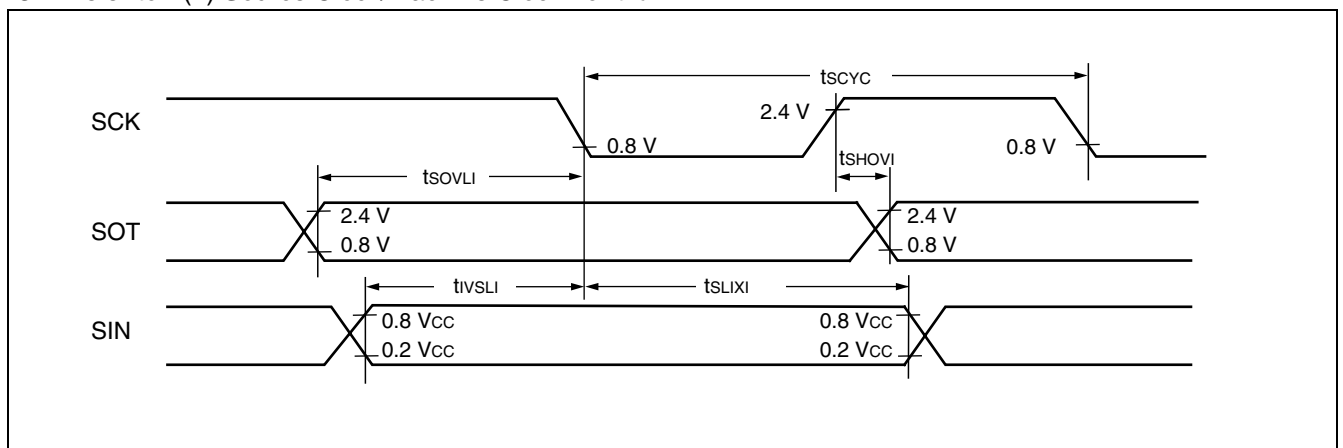 tSCYC
SCK
2.4 V
0.8 V
0.8 V
tSHOVI
tSOVLI
SOT
2.4 V
0.8 V
2.4 V
0.8 V
tIVSLI
tSLIXI
SIN
0.8 VCC
0.2 VCC
0.8 VCC
0.2 VCC